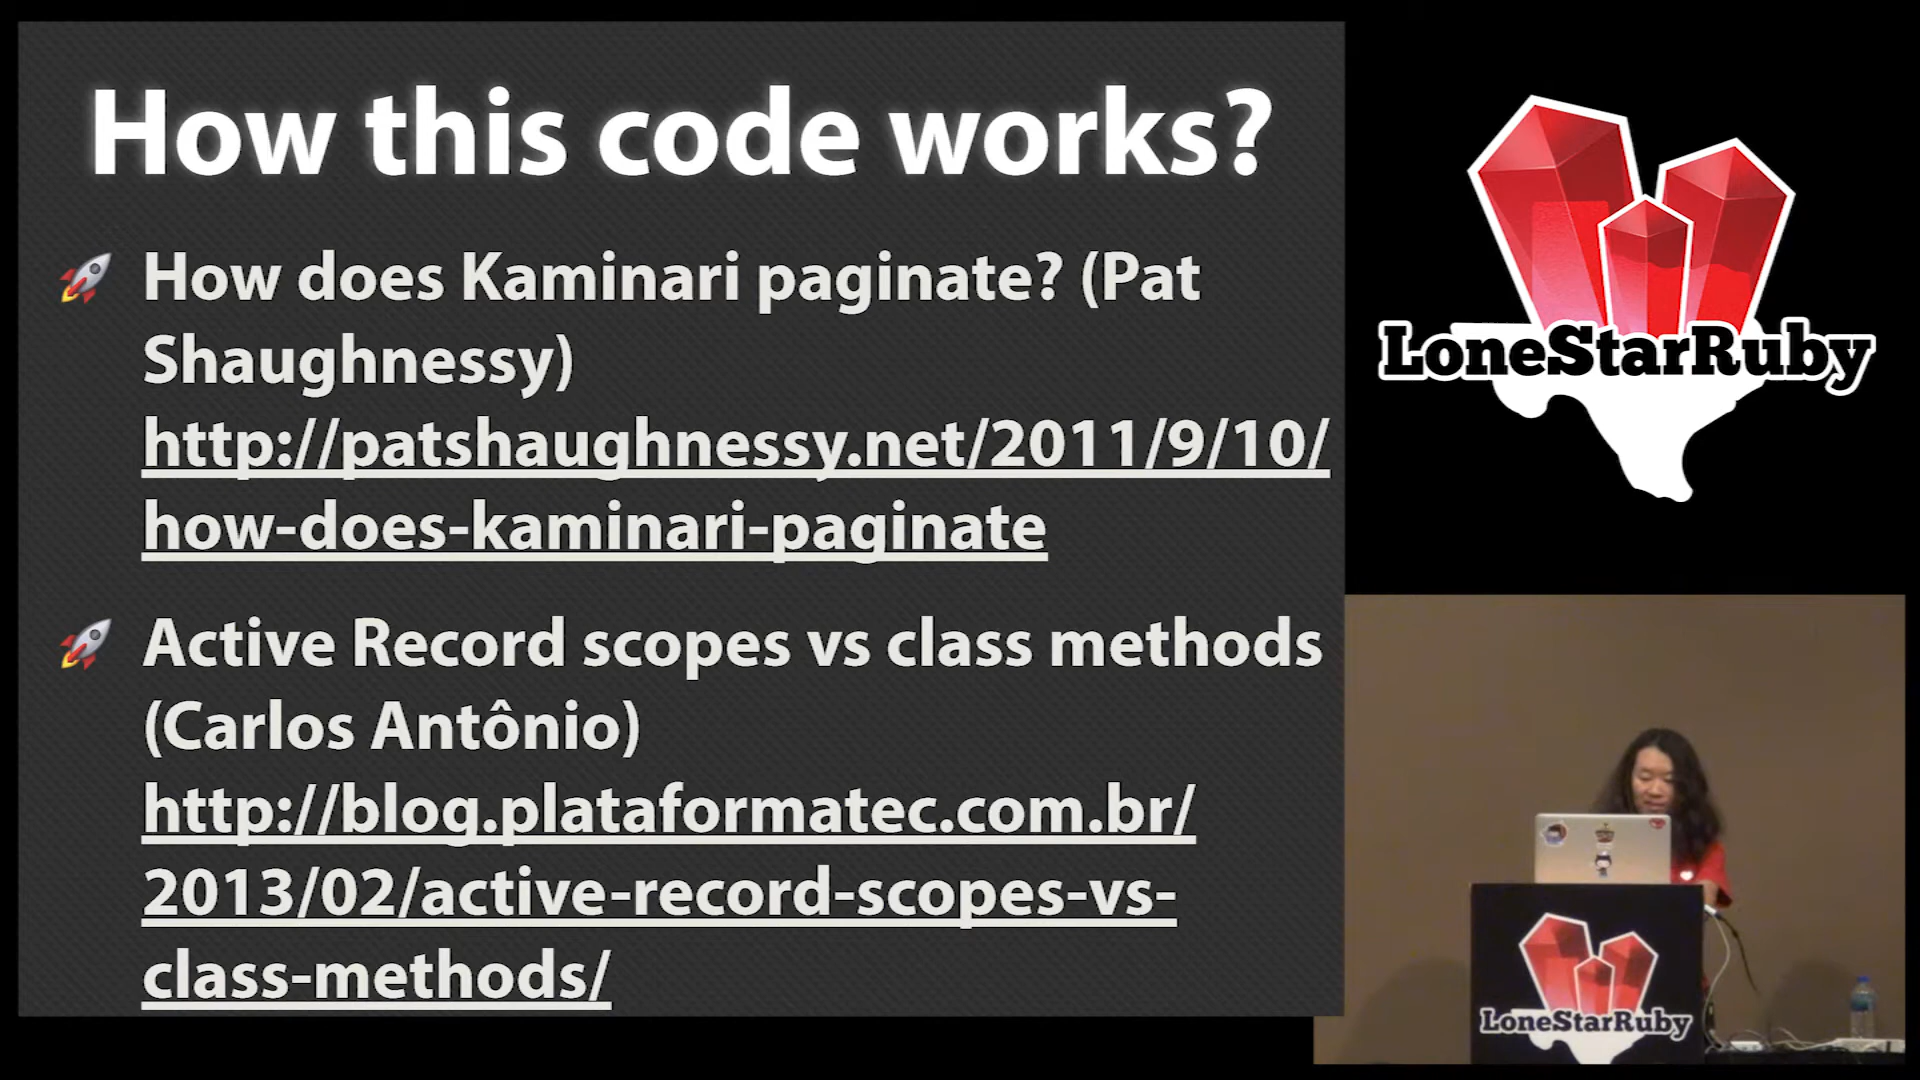 How this code works?
How does Kaminari paginate? (Pat
Shaughnessy)
http://patshaughnessy.net/2011/9/10/
how-does-kaminari-paginate
Active Record scopes vs class methods
(Carlos Antônio)
http://blog.plataformatec.com.br/
2013/02/active-record-scopes-vs-
class-methods/
LoneStarRuby
LoneStarRuby